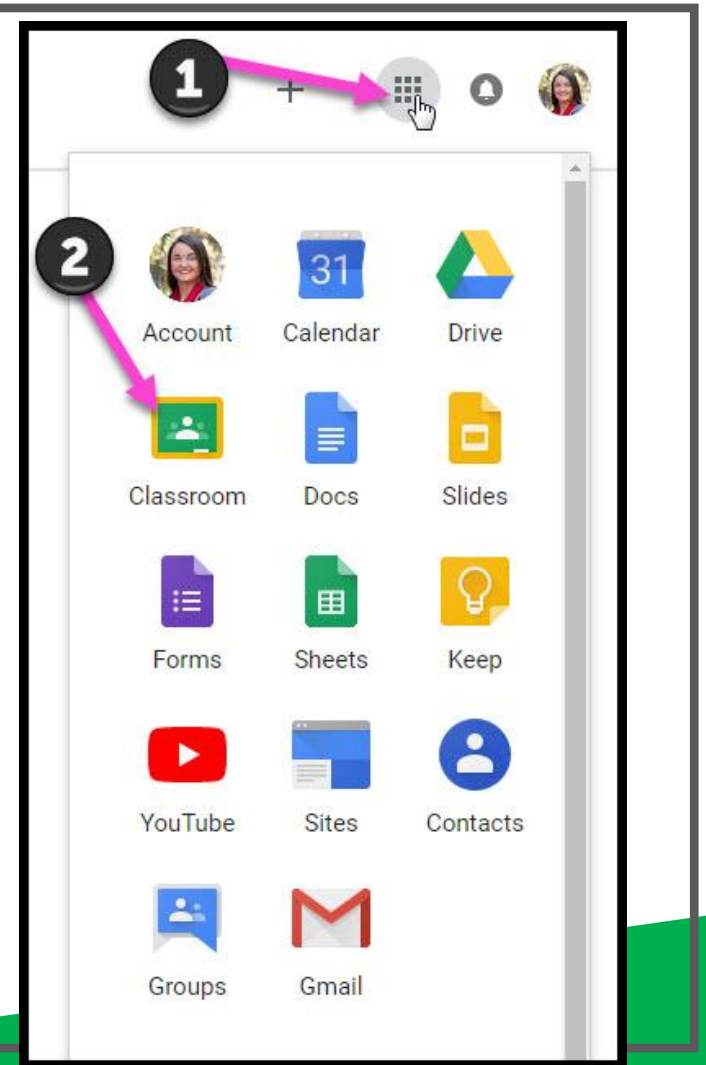 1
2
31
Account Calendar Drive
Classroom Docs Slides
Forms Sheets Keep
YouTube Sites Contacts
Groups Gmail